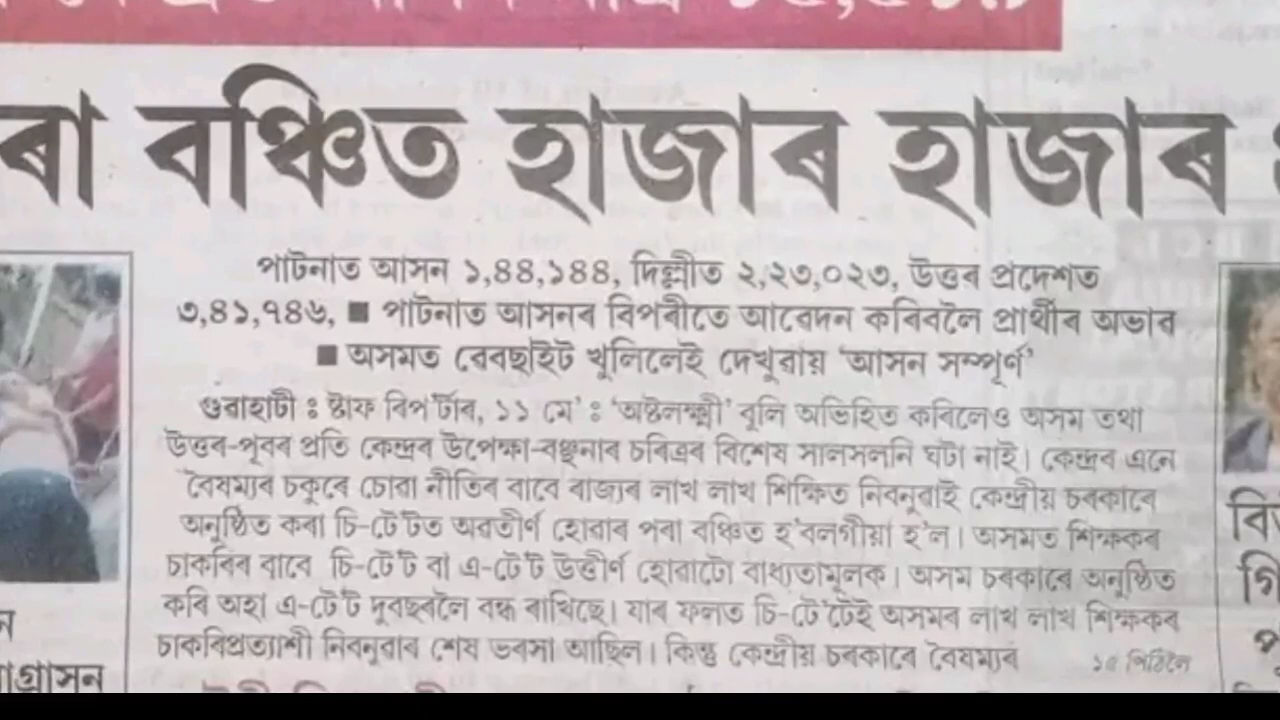 ৰা বঞ্চিত হাজাৰ হাজাৰ
পাটনাত আসন ১,৪৪,১৪৪, দিল্লীত ২,২৩,০২৩, উত্তৰ প্ৰদেশত
৩,৪১,৭৪৬, ■ পাটনাত আসনৰ বিপৰীতে আবেদন কৰিবলৈ প্ৰাৰ্থীৰ অভাৱ
■ অসমত ৱেবছাইট খুলিলেই দেখুৱায় ‘আসন সম্পূৰ্ণ’
গুৱাহাটী ঃ ষ্টাফ ৰিপ'ৰ্টাৰ, ১১ মে' ঃ ‘অষ্টলক্ষ্মী’ বুলি অভিহিত কৰিলেও অসম তথা
উত্তৰ-পূবৰ প্ৰতি কেন্দ্ৰৰ উপেক্ষা-বঞ্চনাৰ চৰিত্ৰৰ বিশেষ সালসলনি ঘটা নাই। কেন্দ্ৰৰ এনে
বৈষম্যৰ চকুৰে চোৱা নীতিৰ বাবে ৰাজ্যৰ লাখ লাখ শিক্ষিত নিবনুৱাই কেন্দ্ৰীয় চৰকাৰে
অনুষ্ঠিত কৰা চি-টে'টত অৱতীৰ্ণ হোৱাৰ পৰা বঞ্চিত হ'বলগীয়া হ'ল। অসমত শিক্ষকৰ
চাকৰিৰ বাবে চি-টে'ট বা এ-টে'ট উত্তীৰ্ণ হোৱাটো বাধ্যতামূলক। অসম চৰকাৰে অনুষ্ঠিত
কৰি অহা এ-টে'ট দুবছৰলৈ বন্ধ ৰাখিছে। যাৰ ফলত চি-টে'টেই অসমৰ লাখ লাখ শিক্ষকৰ
চাকৰিপ্ৰত্যাশী নিবনুৱাৰ শেষ ভৰসা আছিল। কিন্তু কেন্দ্ৰীয় চৰকাৰে বৈষম্যৰ
১৫ পিঠিলৈ